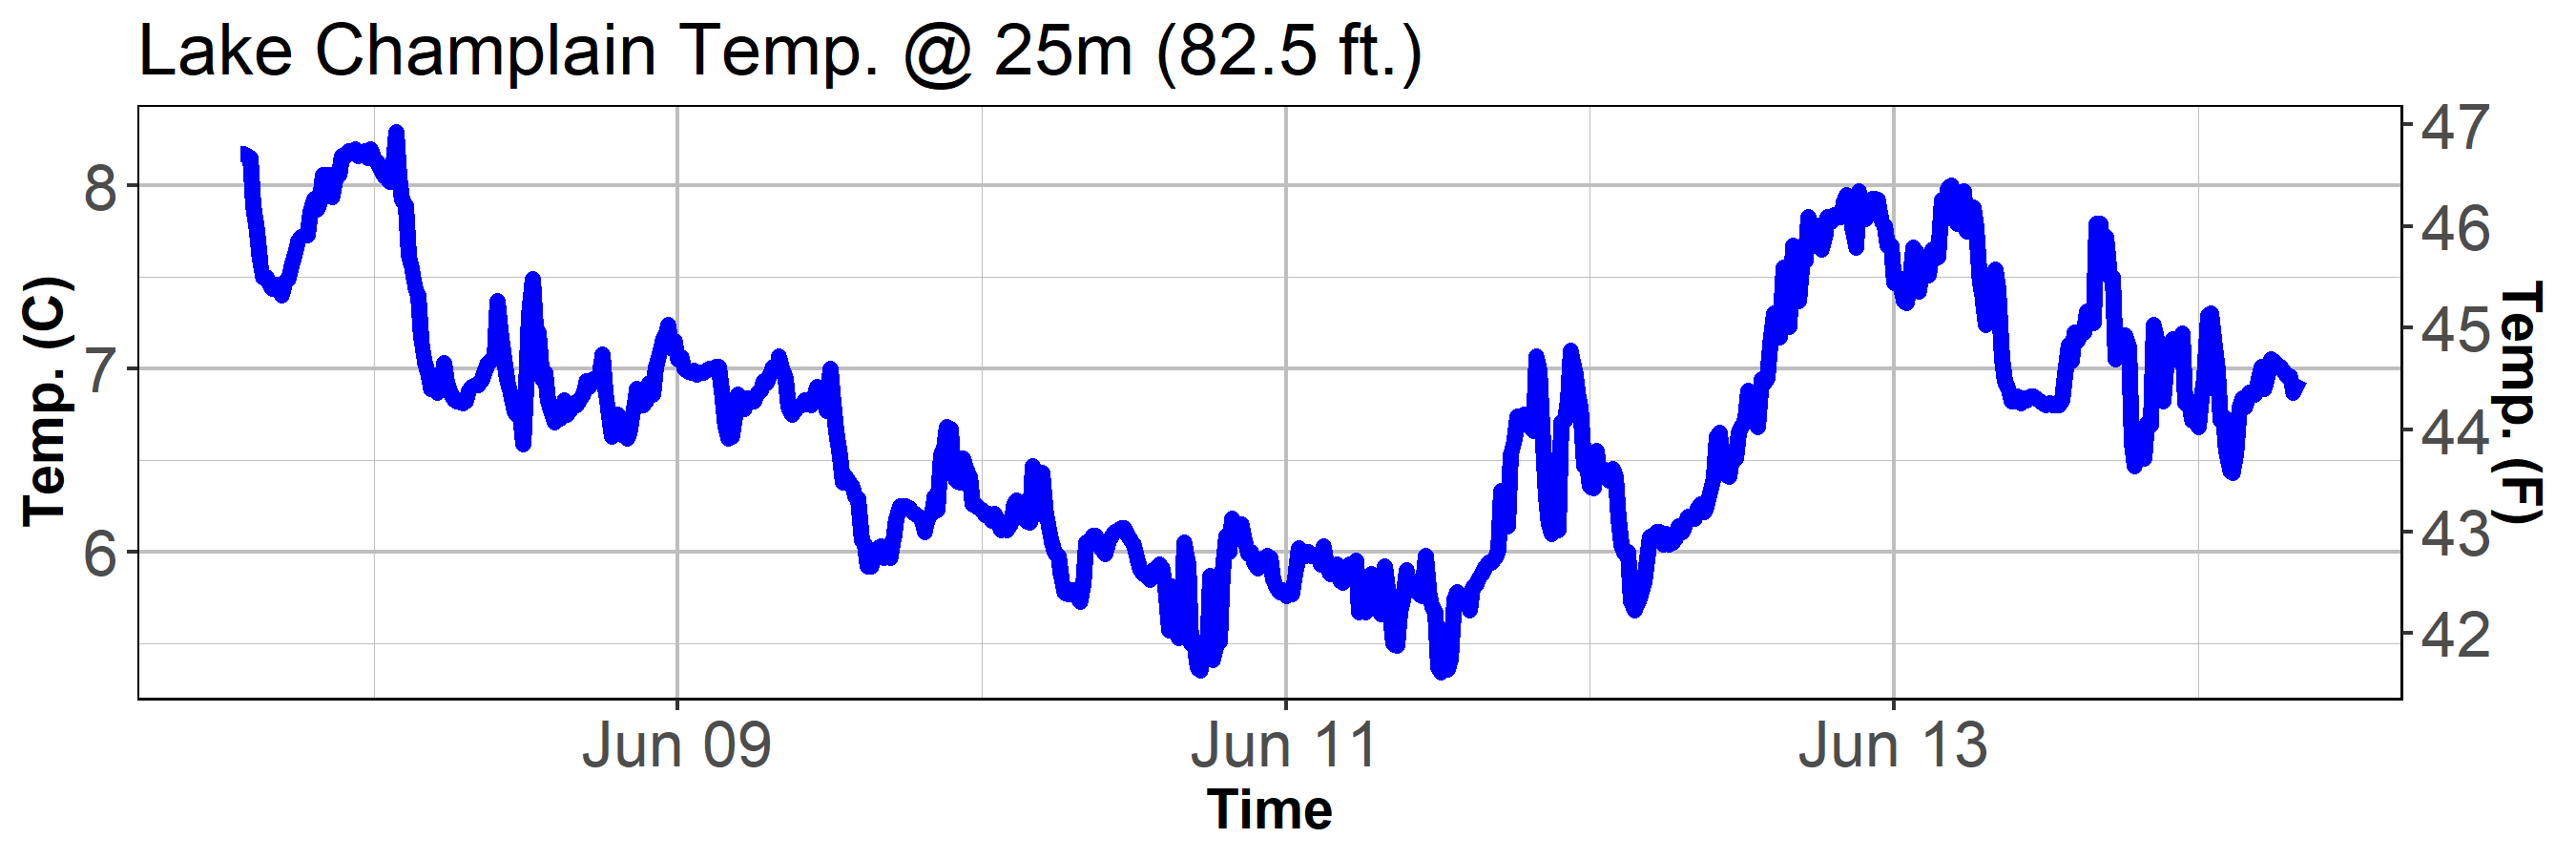 Lake Champlain Temp. @ 25m (82.5 ft.)
Temp. (C)
8
7
6
47
46
45
44
43
42
Temp. (F)
Jun 09 Jun 11 Jun 13
Time